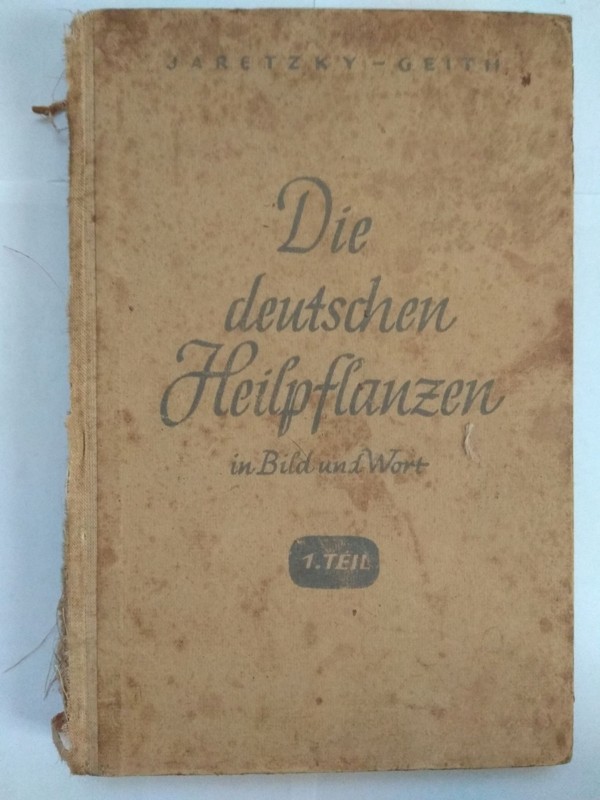 JARETZKY-GEITH
Die
deutschen
Heilpflanzen
in Bild und Wort
1. TEIL